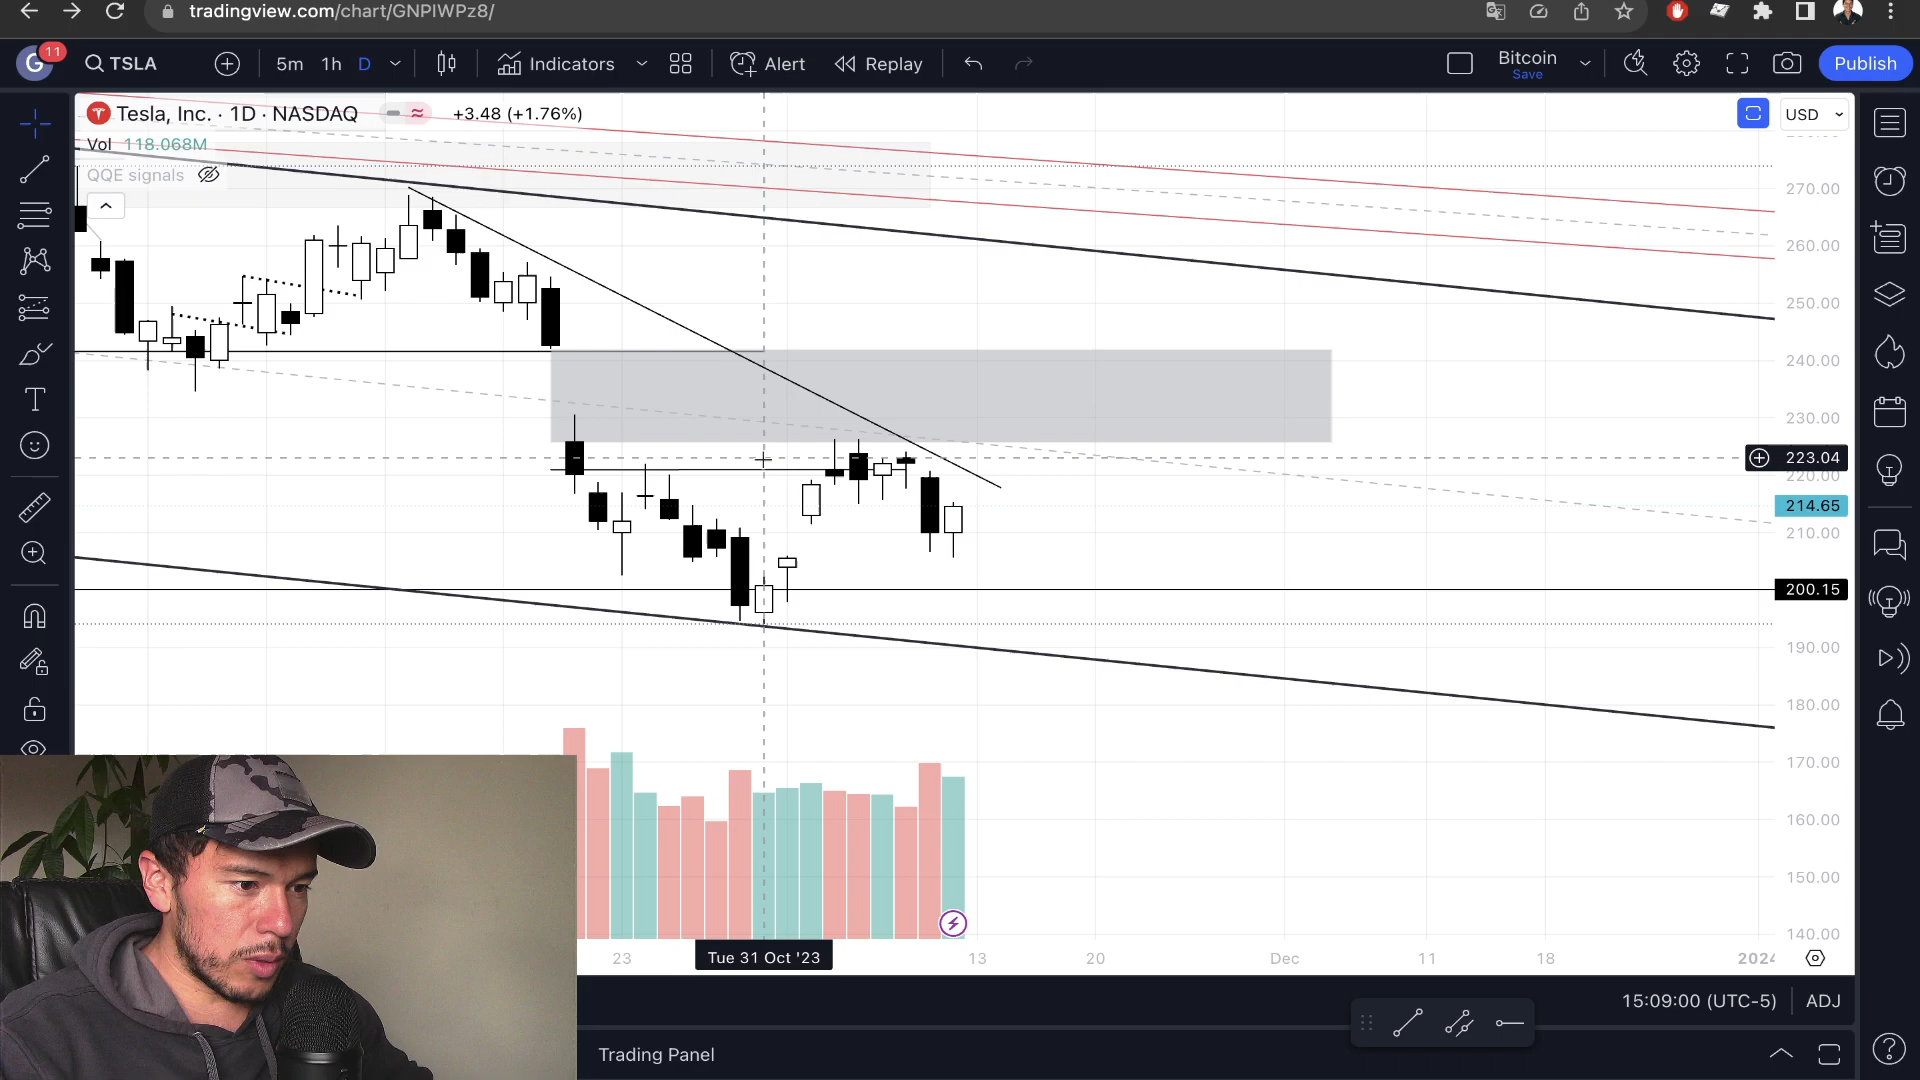 tradingview.com/chart/GNPIWPz8/
G 11 TSLA 5m 1h D Indicators Alert Replay Bitcoin Save Publish
Tesla, Inc. · 1D · NASDAQ +3.48 (+1.76%) USD
Vol 118.068M
QQE signals
270.00
260.00
250.00
240.00
230.00
223.04
220.00
214.65
210.00
200.15
190.00
180.00
170.00
160.00
150.00
140.00
23 Tue 31 Oct '23 13 20 Dec 11 18 2024
15:09:00 (UTC-5) ADJ
Trading Panel